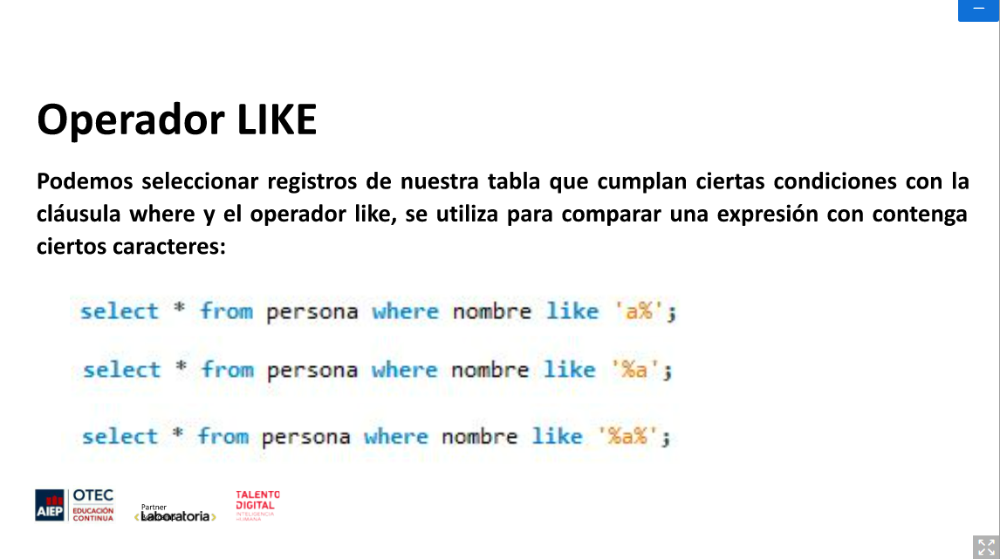 Operador LIKE
Podemos seleccionar registros de nuestra tabla que cumplan ciertas condiciones con la
cláusula where y el operador like, se utiliza para comparar una expresión con contenga
ciertos caracteres:
select * from persona where nombre like 'a%';
select * from persona where nombre like '%a';
select * from persona where nombre like '%a%';
AIEP
OTEC
EDUCACIÓN
CONTINUA
Partner
‹Laboratoria›
TALENTO
DIGITAL
INTELIGENCIA
HUMANA